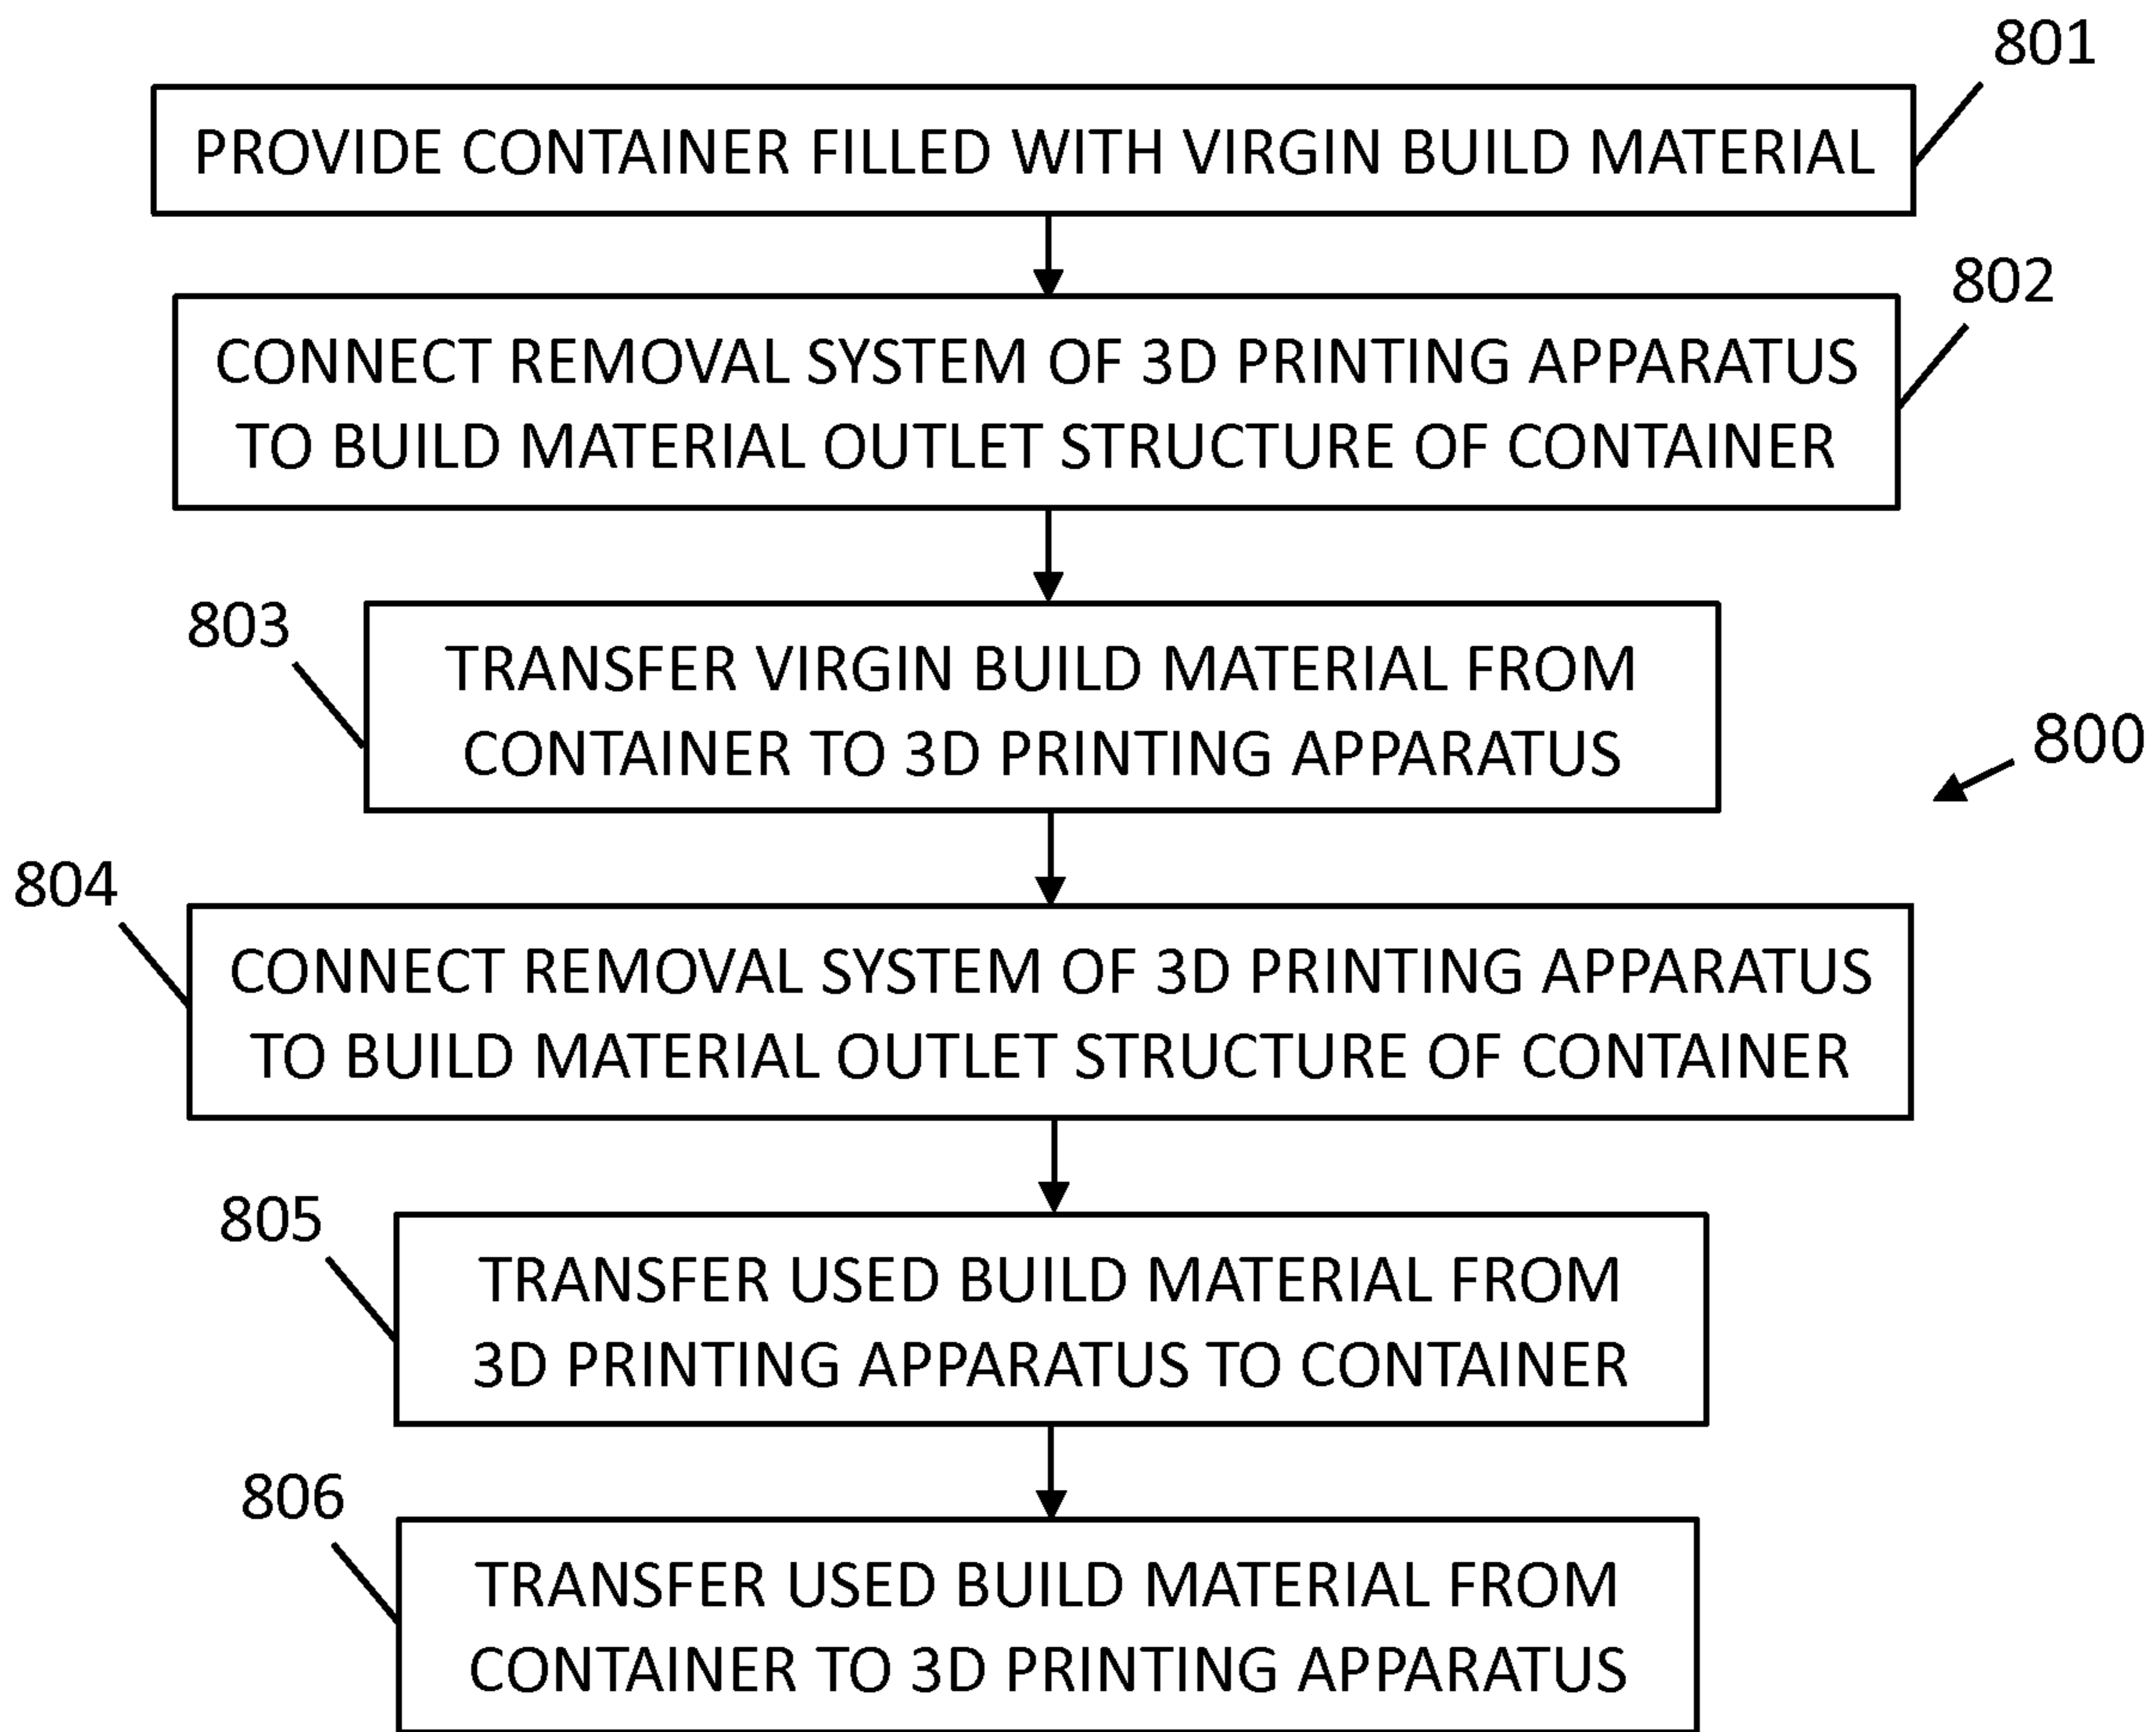 801
PROVIDE CONTAINER FILLED WITH VIRGIN BUILD MATERIAL
802
CONNECT REMOVAL SYSTEM OF 3D PRINTING APPARATUS
TO BUILD MATERIAL OUTLET STRUCTURE OF CONTAINER
803
TRANSFER VIRGIN BUILD MATERIAL FROM
CONTAINER TO 3D PRINTING APPARATUS
800
804
CONNECT REMOVAL SYSTEM OF 3D PRINTING APPARATUS
TO BUILD MATERIAL OUTLET STRUCTURE OF CONTAINER
805
TRANSFER USED BUILD MATERIAL FROM
3D PRINTING APPARATUS TO CONTAINER
806
TRANSFER USED BUILD MATERIAL FROM
CONTAINER TO 3D PRINTING APPARATUS